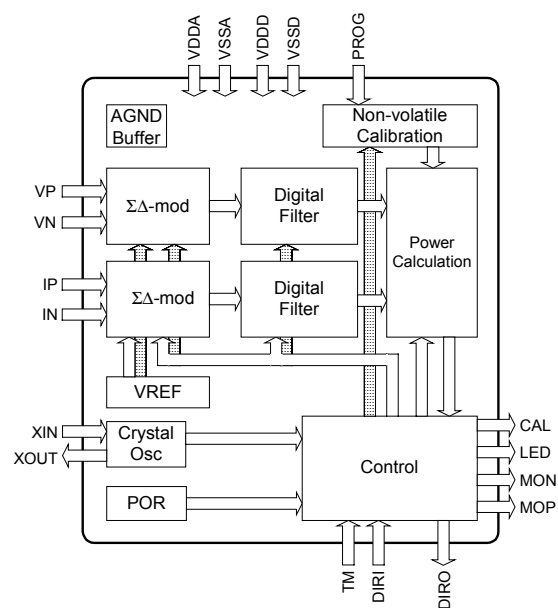 VDDA
VSSA
VDDD
VSSD
PROG
AGND
Buffer
Non-volatile
Calibration
VP
VN
ΣΔ-mod
Digital
Filter
Power
Calculation
IP
IN
ΣΔ-mod
Digital
Filter
VREF
XIN
XOUT
Crystal
Osc
POR
Control
CAL
LED
MON
MOP
TM
DIRI
DIRO